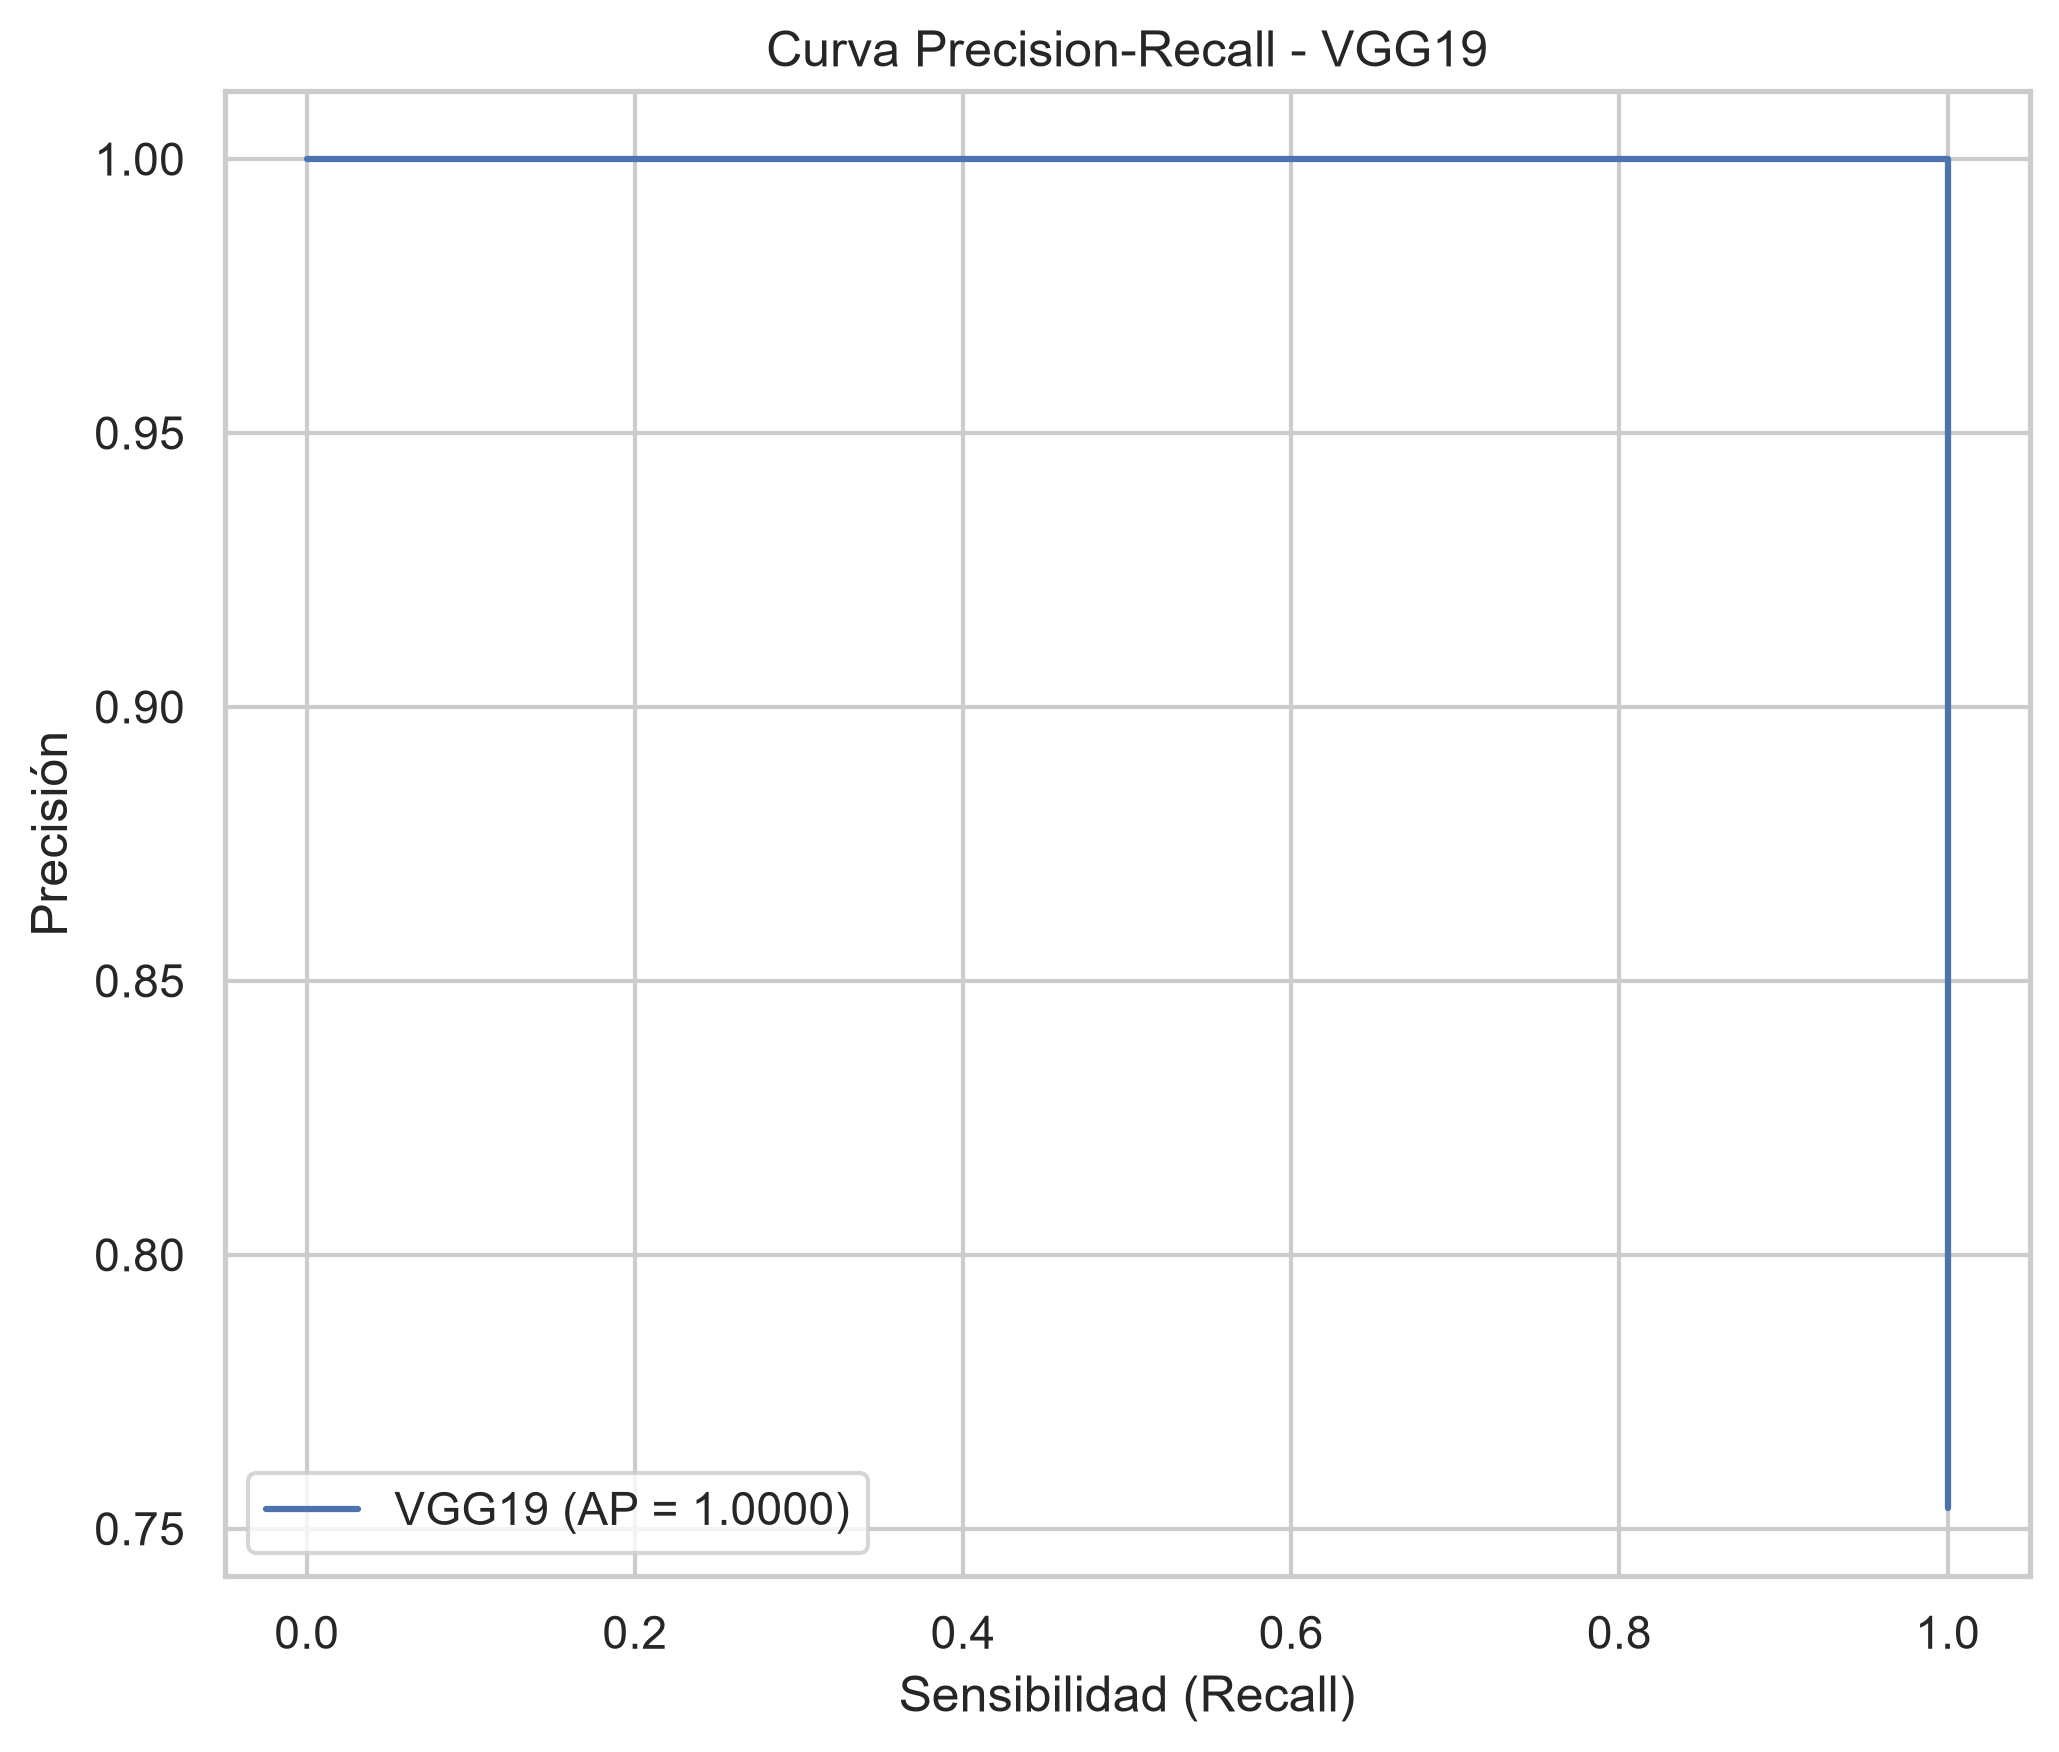 Curva Precision-Recall - VGG19
1.00
0.95
0.90
0.85
0.80
0.75
Precisión
VGG19 (AP = 1.0000)
0.0 0.2 0.4 0.6 0.8 1.0
Sensibilidad (Recall)